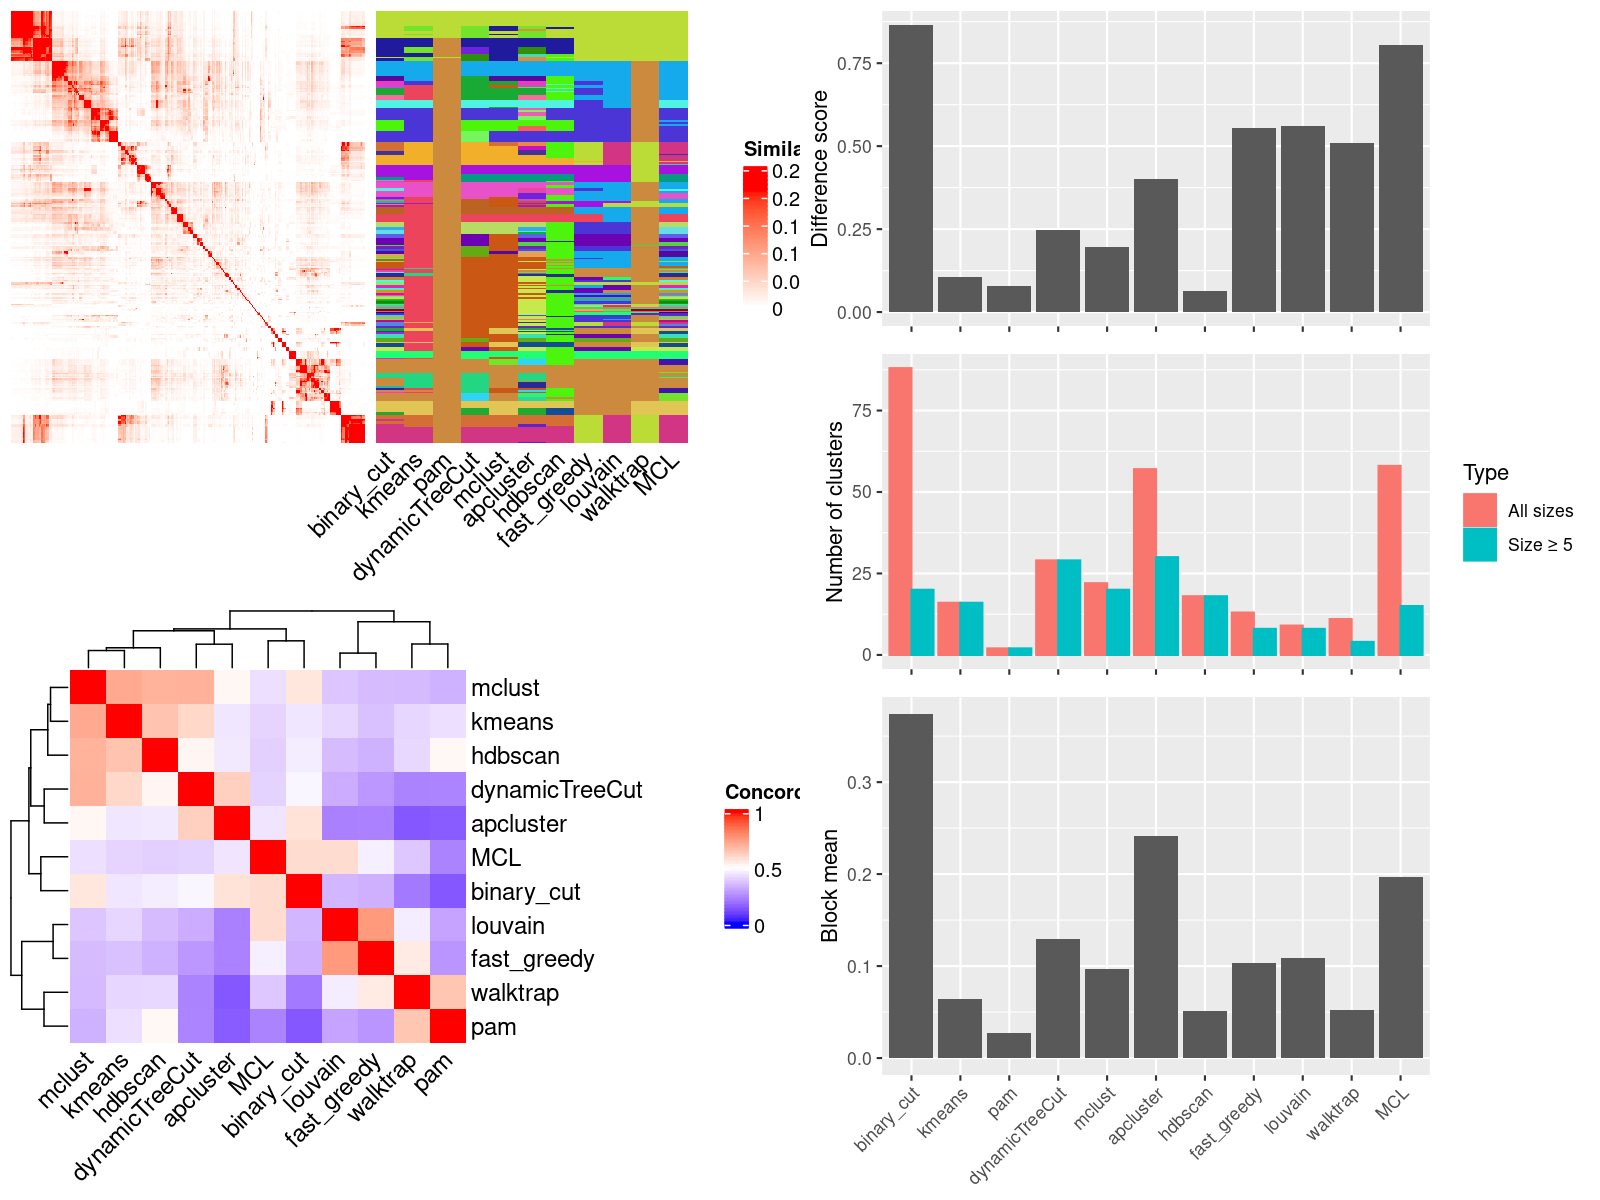 Simila
0.2
0.2
0.1
0.1
0.0
0
binary_cut
kmeans
pam
dynamicTreeCut
mclust
apcluster
hdbscan
fast_greedy
louvain
walktrap
MCL
mclust
kmeans
hdbscan
dynamicTreeCut
apcluster
MCL
binary_cut
louvain
fast_greedy
walktrap
pam
mclust
kmeans
hdbscan
dynamicTreeCut
apcluster
MCL
binary_cut
louvain
fast_greedy
walktrap
pam
Concord
1
0.5
0
Difference score
0.75
0.50
0.25
0.00
Number of clusters
75
50
25
0
Type
All sizes
Size ≥ 5
Block mean
0.3
0.2
0.1
0.0
binary_cut
kmeans
pam
dynamicTreeCut
mclust
apcluster
hdbscan
fast_greedy
louvain
walktrap
MCL